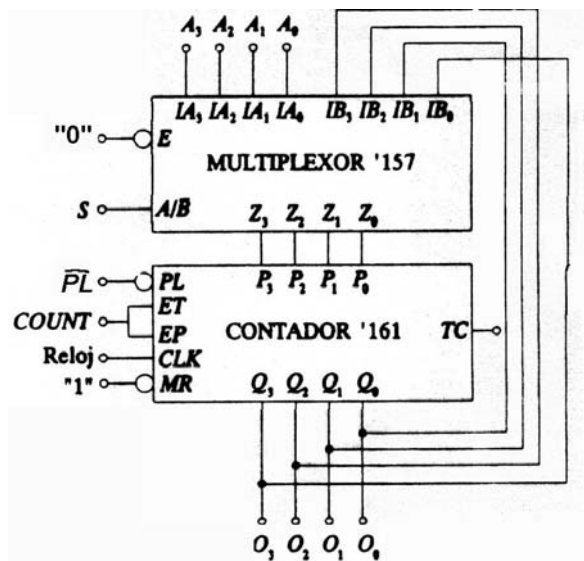 A₃ A₂ A₁ A₀
IA₃ IA₂ IA₁ IA₀ IB₃ IB₂ IB₁ IB₀
"0" E
MULTIPLEXOR '157
S A/B̅
Z₃ Z₂ Z₁ Z₀
P̅L̅ PL P₃ P₂ P₁ P₀
ET
COUNT
EP CONTADOR '161 TC
Reloj CLK
"1" MR Q₃ Q₂ Q₁ Q₀
O₃ O₂ O₁ O₀